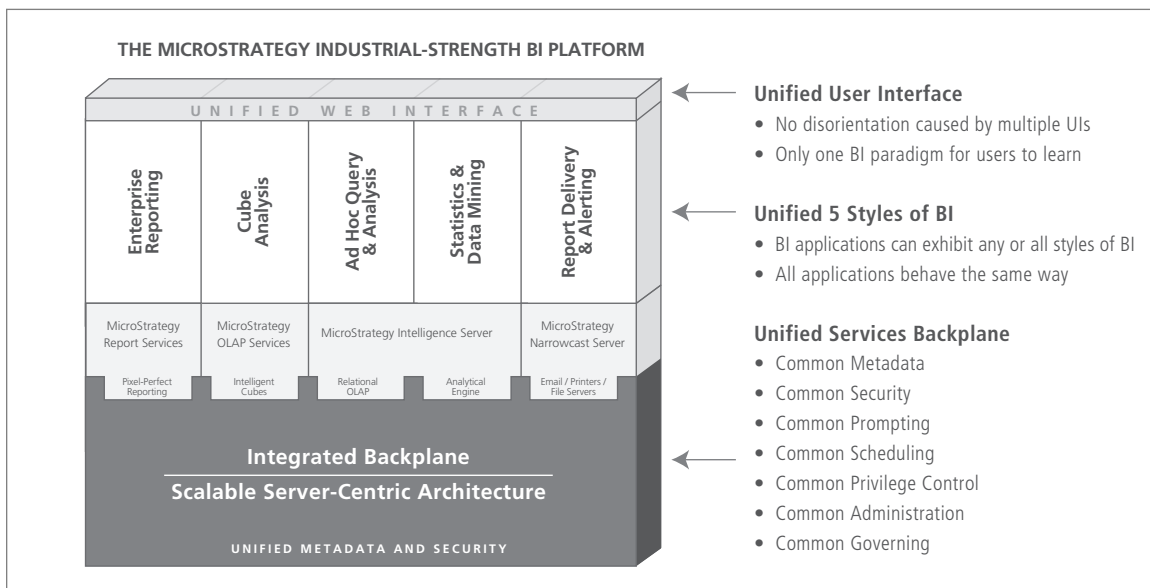 THE MICROSTRATEGY INDUSTRIAL-STRENGTH BI PLATFORM
UNIFIED WEB INTERFACE
Enterprise
Reporting
Cube
Analysis
Ad Hoc Query
& Analysis
Statistics &
Data Mining
Report Delivery
& Alerting
MicroStrategy
Report Services
MicroStrategy
OLAP Services
MicroStrategy Intelligence Server
MicroStrategy
Narrowcast Server
Pixel-Perfect
Reporting
Intelligent
Cubes
Relational
OLAP
Analytical
Engine
Email / Printers /
File Servers
Integrated Backplane
Scalable Server-Centric Architecture
UNIFIED METADATA AND SECURITY
Unified User Interface
• No disorientation caused by multiple UIs
• Only one BI paradigm for users to learn
Unified 5 Styles of BI
• BI applications can exhibit any or all styles of BI
• All applications behave the same way
Unified Services Backplane
• Common Metadata
• Common Security
• Common Prompting
• Common Scheduling
• Common Privilege Control
• Common Administration
• Common Governing